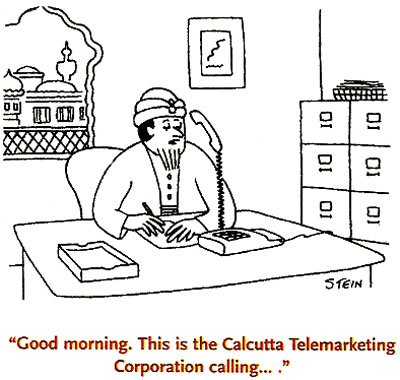 STEIN
“Good morning. This is the Calcutta Telemarketing
Corporation calling... .”